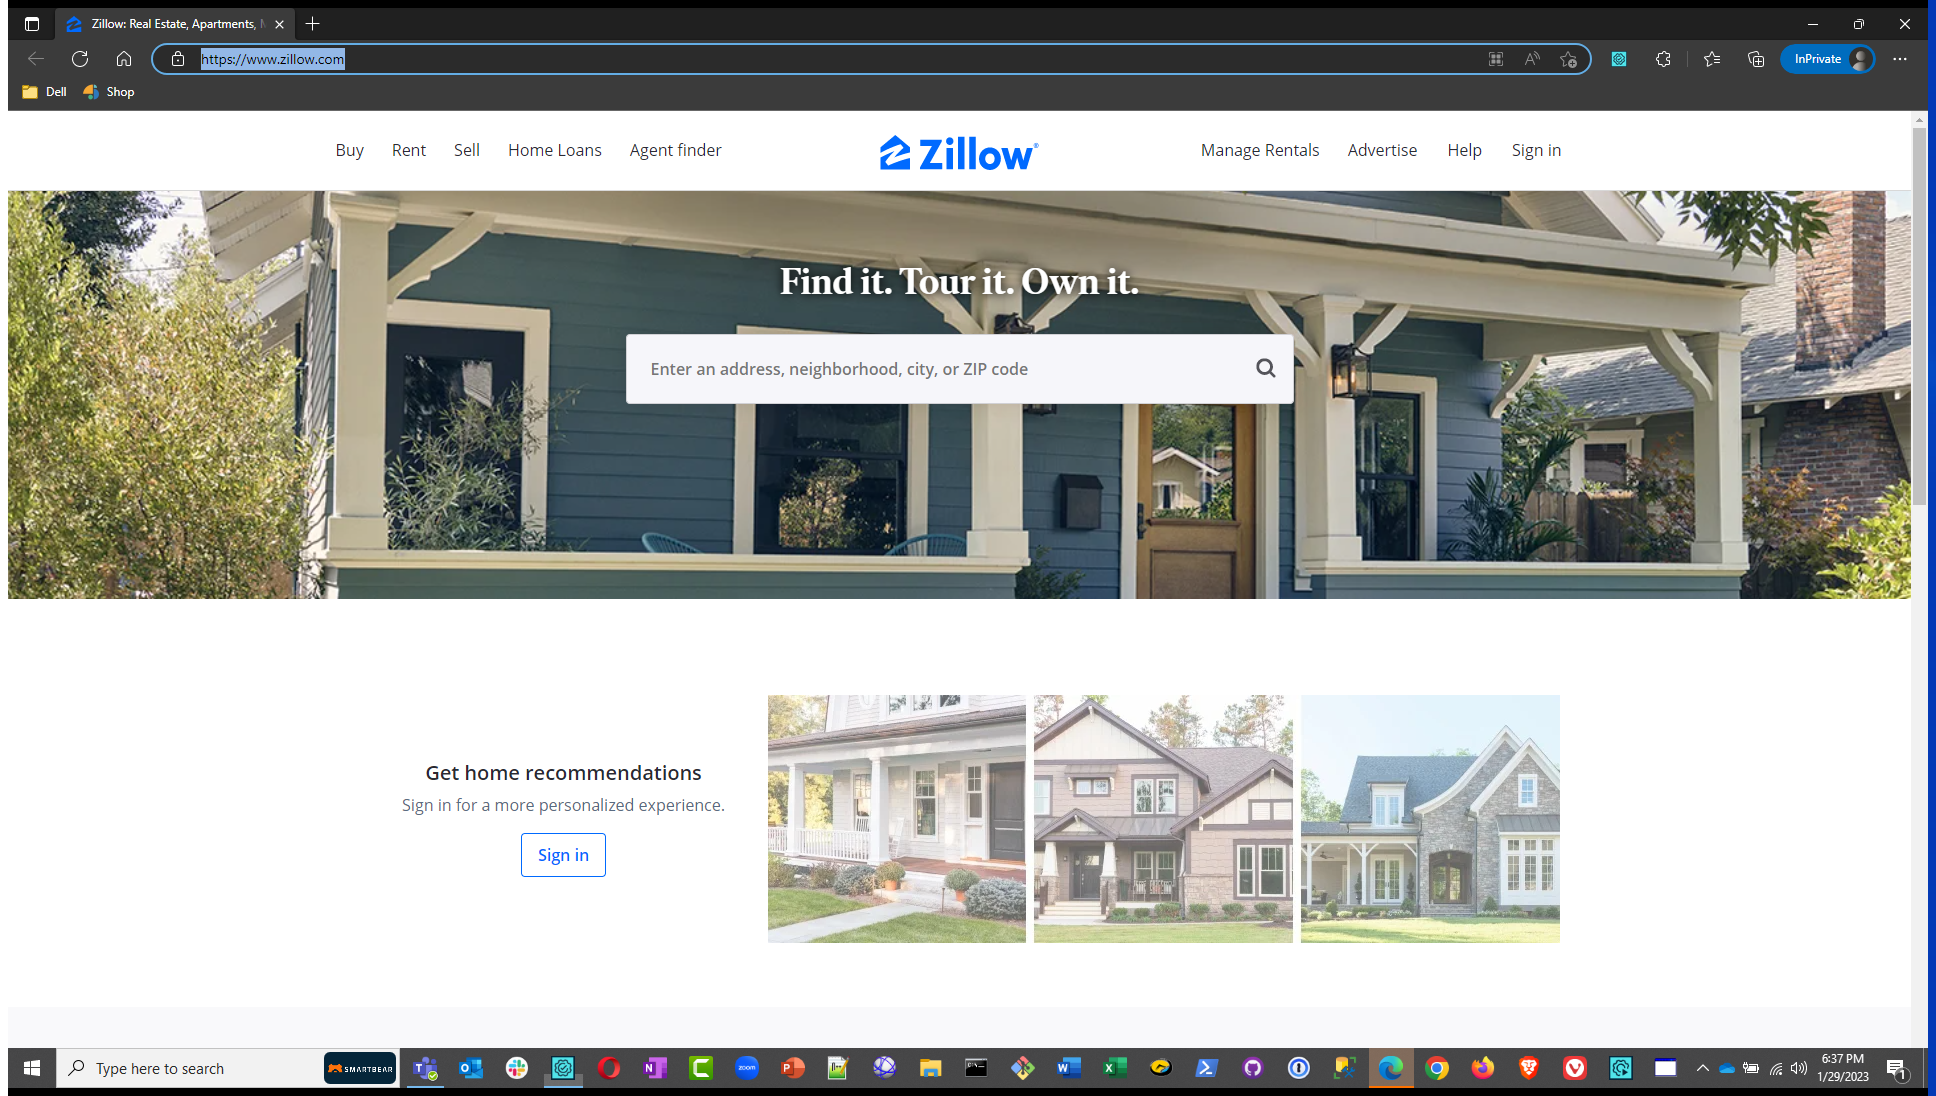 Zillow: Real Estate, Apartments,
https://www.zillow.com
InPrivate
Dell
Shop
Buy
Rent
Sell
Home Loans
Agent finder
Zillow®
Manage Rentals
Advertise
Help
Sign in
Find it. Tour it. Own it.
Enter an address, neighborhood, city, or ZIP code
Get home recommendations
Sign in for a more personalized experience.
Sign in
Type here to search
SMARTBEAR
zoom
6:37 PM
1/29/2023
1